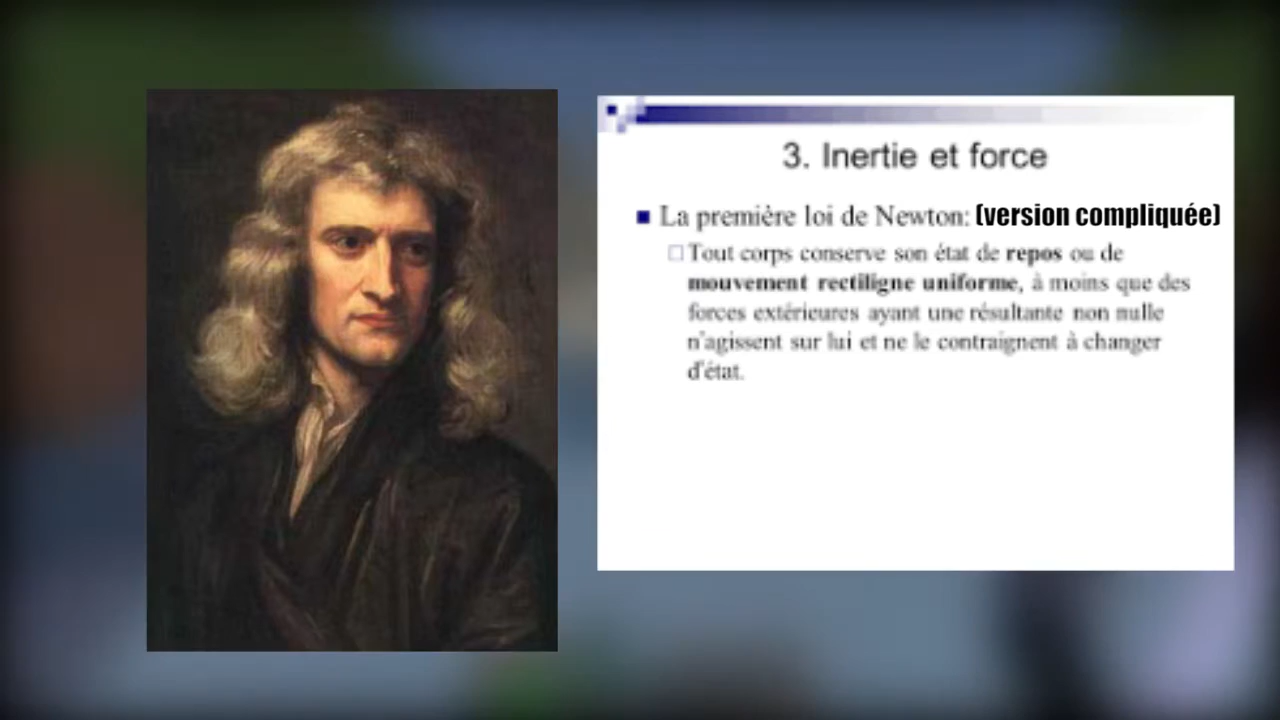 3. Inertie et force
La première loi de Newton: (version compliquée)
Tout corps conserve son état de repos ou de
mouvement rectiligne uniforme, à moins que des
forces extérieures ayant une résultante non nulle
n'agissent sur lui et ne le contraignent à changer
d'état.